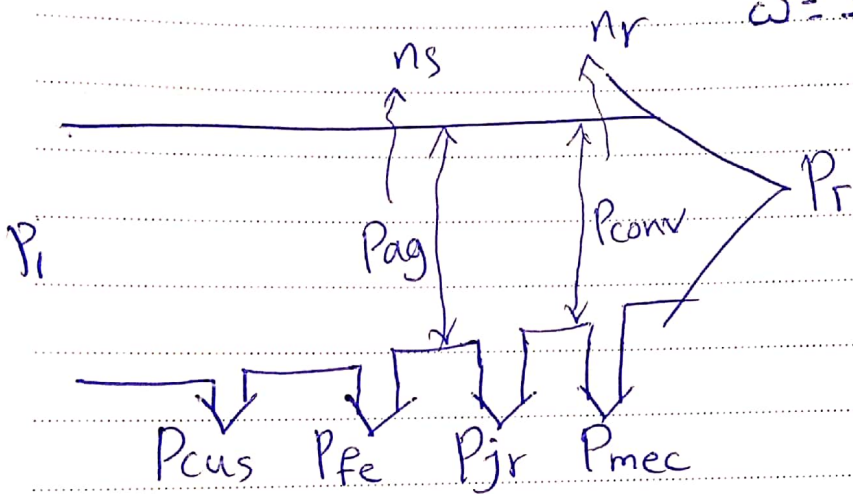 ω=
ns
nr
P1
Pag
Pconv
Pr
Pcus
Pfe
Pjr
Pmec